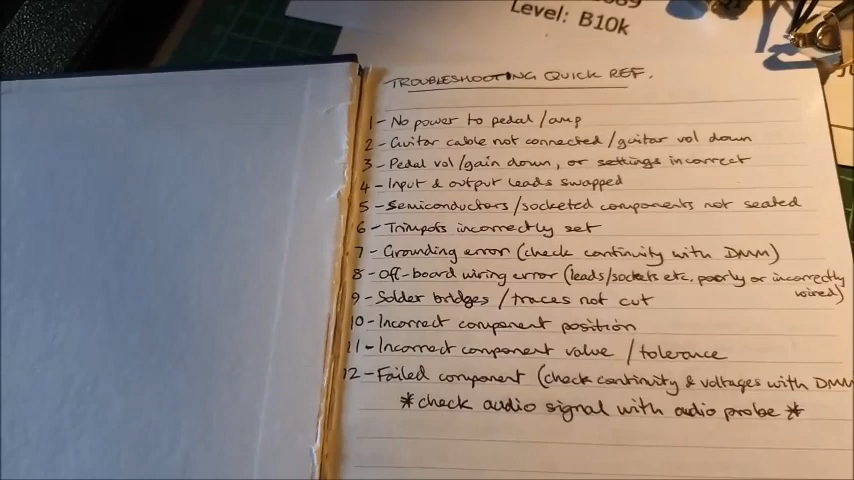 Level: B10k
TROUBLESHOOTING QUICK REF.
1 - No power to pedal/amp
2 - Guitar cable not connected/guitar vol down
3 - Pedal vol/gain down, or settings incorrect
4 - Input & output leads swapped
5 - Semiconductors/socketed components not seated
6 - Trimpots incorrectly set
7 - Grounding error (check continuity with DMM)
8 - Off-board wiring error (leads/sockets etc, poorly or incorrectly
wired)
9 - Solder bridges/traces not cut
10 - Incorrect component position
11 - Incorrect component value/tolerance
12 - Failed component (check continuity & voltages with DMM
*check audio signal with audio probe*